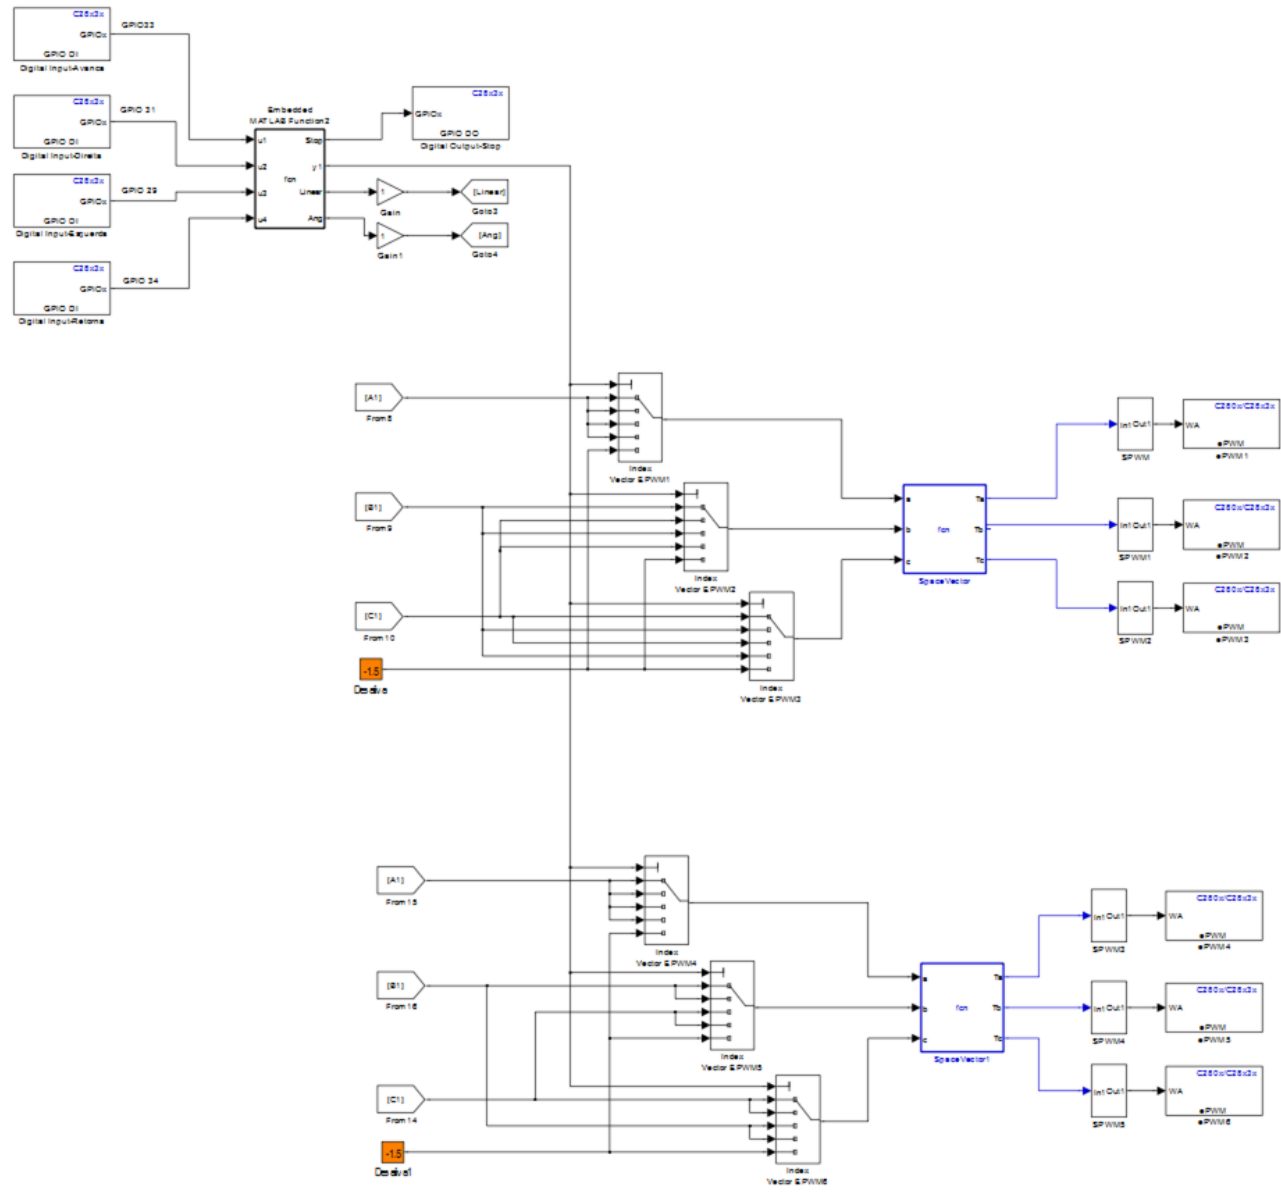 C28x3x
GPIOx
GPIO DI
Digital Input-Avanca
GPIO33
C28x3x
GPIOx
GPIO DI
Digital Input-Direita
GPIO 31
C28x3x
GPIOx
GPIO DI
Digital Input-Esquerda
GPIO 29
C28x3x
GPIOx
GPIO DI
Digital Input-Retorna
GPIO 34
Embedded
MATLAB Function2
u1
u2
u3
u4
fcn
Stop
y1
Linear
Ang
C28x3x
GPIOx
GPIO DO
Digital Output-Stop
1
Gain
[Linear]
Goto3
1
Gain1
[Ang]
Goto4
[A1]
From8
[B1]
From9
[C1]
From10
-1.5
Desativa
Index
Vector EPWM1
Index
Vector EPWM2
Index
Vector EPWM3
a
b
c
fcn
Ta
Tb
Tc
SpaceVector
In1 Out1
SPWM
C280x/C28x3x
WA
ePWM
ePWM1
In1 Out1
SPWM1
C280x/C28x3x
WA
ePWM
ePWM2
In1 Out1
SPWM2
C280x/C28x3x
WA
ePWM
ePWM3
[A1]
From15
[B1]
From16
[C1]
From14
-1.5
Desativa1
Index
Vector EPWM4
Index
Vector EPWM5
Index
Vector EPWM6
a
b
c
fcn
Ta
Tb
Tc
SpaceVector1
In1 Out1
SPWM3
C280x/C28x3x
WA
ePWM
ePWM4
In1 Out1
SPWM4
C280x/C28x3x
WA
ePWM
ePWM5
In1 Out1
SPWM5
C280x/C28x3x
WA
ePWM
ePWM6